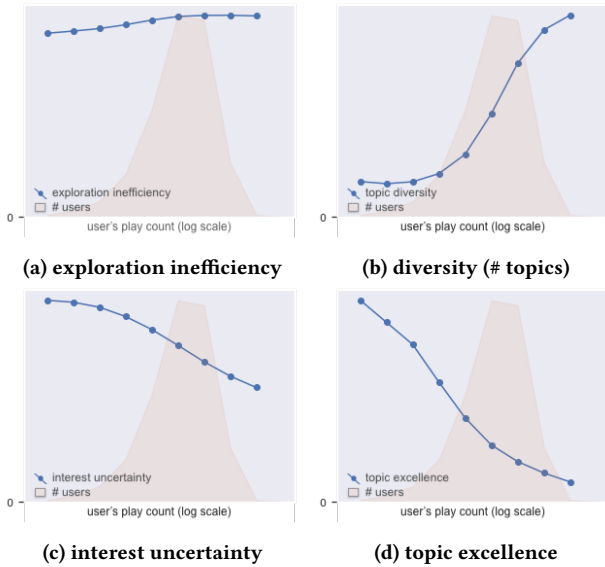 exploration inefficiency
# users
0
user's play count (log scale)
(a) exploration inefficiency
topic diversity
# users
0
user's play count (log scale)
(b) diversity (# topics)
interest uncertainty
# users
0
user's play count (log scale)
(c) interest uncertainty
topic excellence
# users
0
user's play count (log scale)
(d) topic excellence